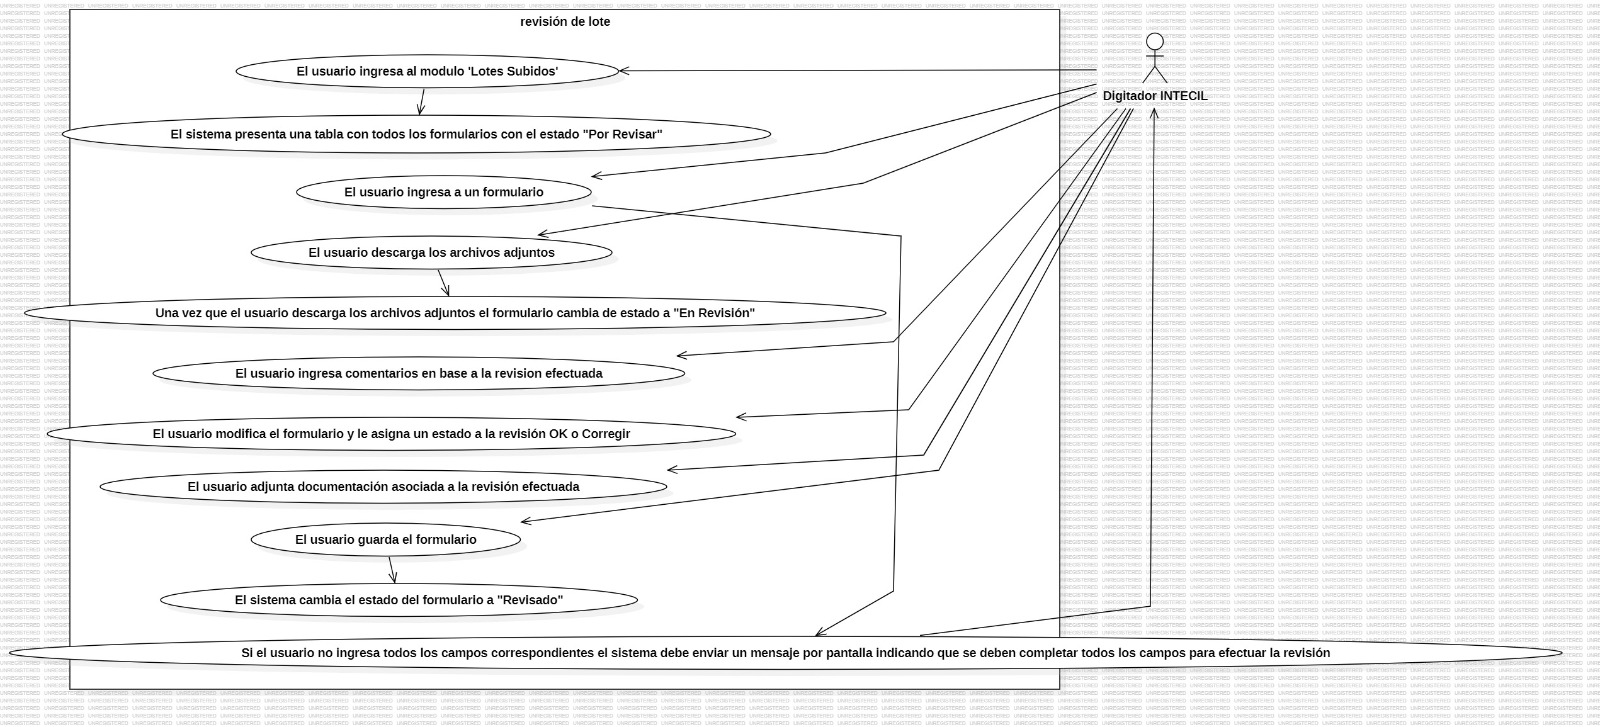 revisión de lote
El usuario ingresa al modulo 'Lotes Subidos'
Digitador INTECIL
El sistema presenta una tabla con todos los formularios con el estado "Por Revisar"
El usuario ingresa a un formulario
El usuario descarga los archivos adjuntos
Una vez que el usuario descarga los archivos adjuntos el formulario cambia de estado a "En Revisión"
El usuario ingresa comentarios en base a la revision efectuada
El usuario modifica el formulario y le asigna un estado a la revisión OK o Corregir
El usuario adjunta documentación asociada a la revisión efectuada
El usuario guarda el formulario
El sistema cambia el estado del formulario a "Revisado"
Si el usuario no ingresa todos los campos correspondientes el sistema debe enviar un mensaje por pantalla indicando que se deben completar todos los campos para efectuar la revisión